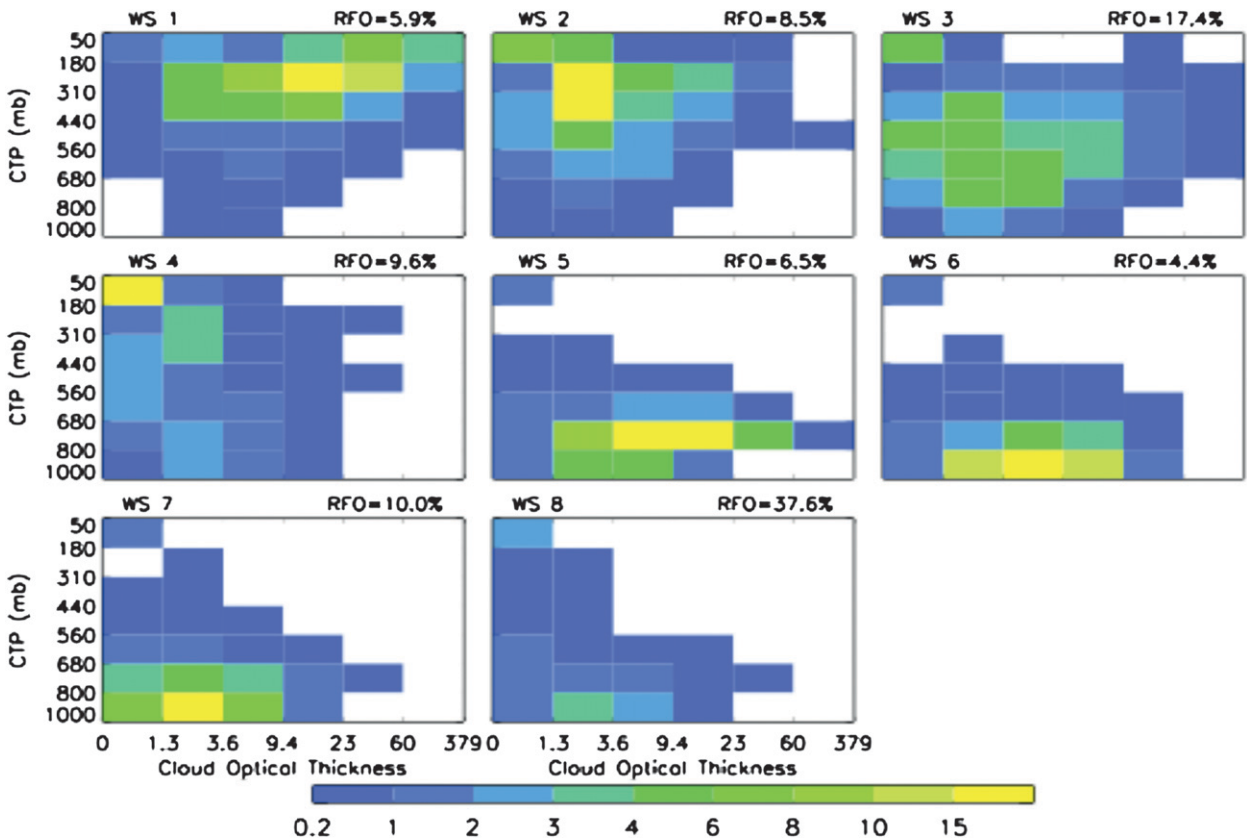 WS 1 RFO=5.9% WS 2 RFO=8.5% WS 3 RFO=17.4%
50
180
310
440
560
680
800
1000
CTP (mb)
WS 4 RFO=9.6% WS 5 RFO=6.5% WS 6 RFO=4.4%
50
180
310
440
560
680
800
1000
CTP (mb)
WS 7 RFO=10.0% WS 8 RFO=37.6%
50
180
310
440
560
680
800
1000
CTP (mb)
0 1.3 3.6 9.4 23 60 379 0 1.3 3.6 9.4 23 60 379
Cloud Optical Thickness Cloud Optical Thickness
0.2 1 2 3 4 6 8 10 15